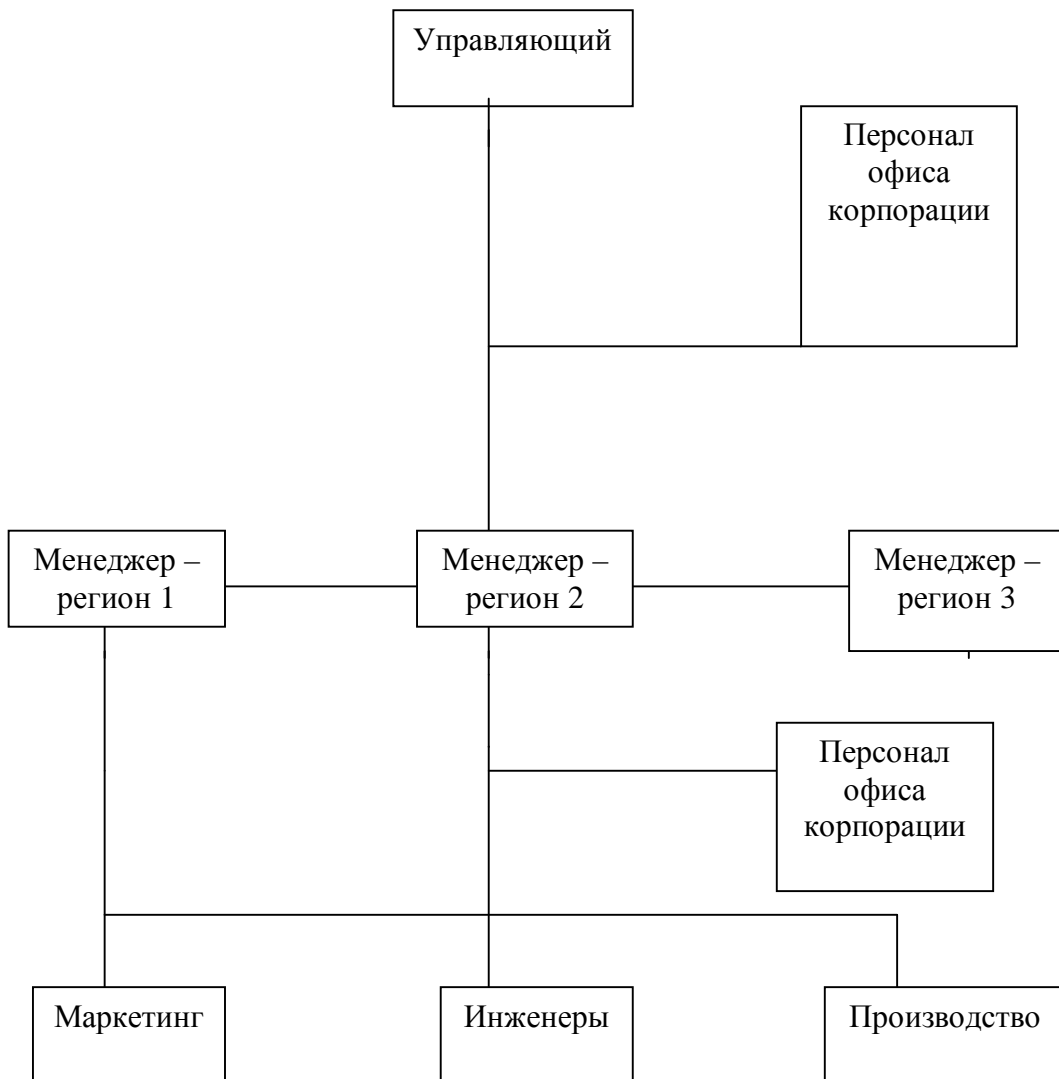 Управляющий
Персонал
офиса
корпорации
Менеджер –
регион 1
Менеджер –
регион 2
Менеджер –
регион 3
Персонал
офиса
корпорации
Маркетинг
Инженеры
Производство